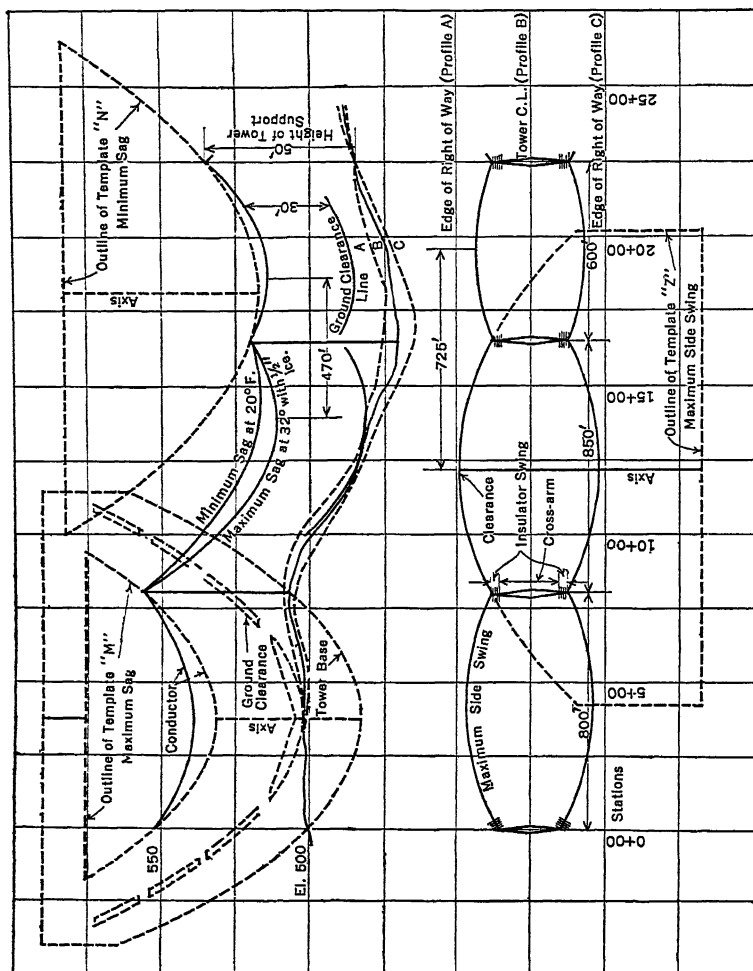 Outline of Template "N"
Minimum Sag
Axis
50'
Height of Tower
Support
30'
Ground Clearance
Line
A
B
C
470'
Minimum Sag at 20°F.
Maximum Sag at 32° with ½" Ice.
Outline of Template "M"
Maximum Sag
Conductor
Ground
Clearance
Tower Base
Axis
550
El. 500
Edge of Right of Way (Profile A)
Tower C.L. (Profile B)
Edge of Right of Way (Profile C)
725'
600'
850'
800'
Clearance
Insulator Swing
Cross-arm
Maximum Side Swing
Axis
Outline of Template "Z"
Maximum Side Swing
Stations
0+00
5+00
10+00
15+00
20+00
25+00